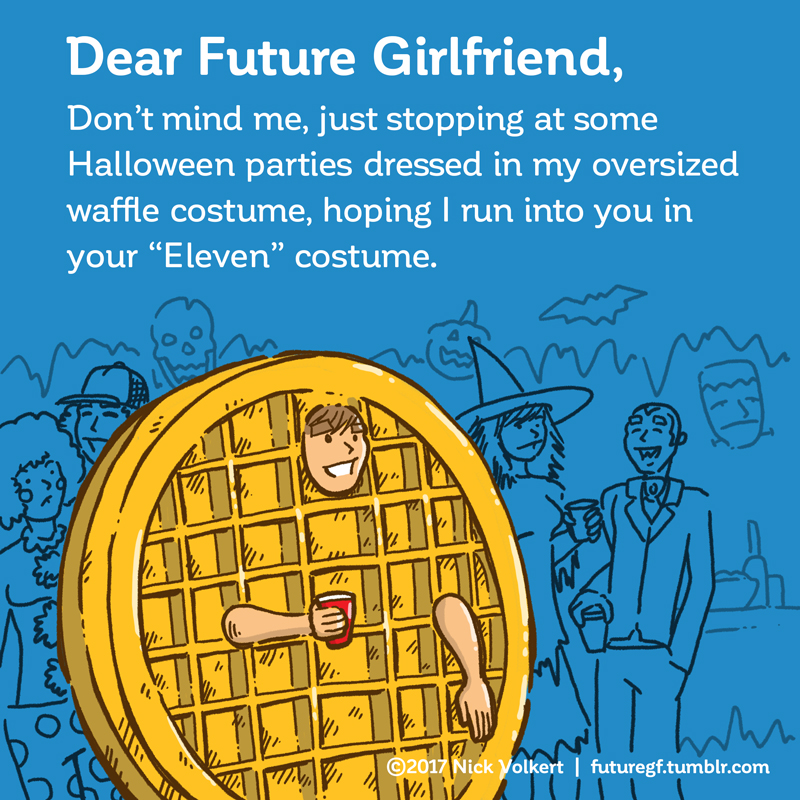 Dear Future Girlfriend,
Don’t mind me, just stopping at some
Halloween parties dressed in my oversized
waffle costume, hoping I run into you in
your “Eleven” costume.
©2017 Nick Volkert | futuregf.tumblr.com